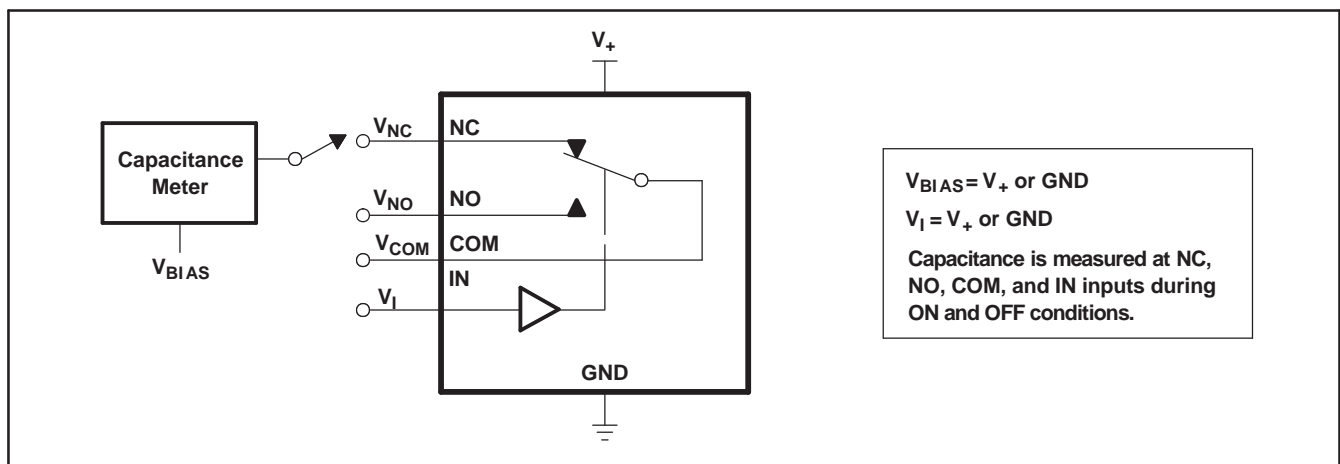 V+
Capacitance
Meter
VBIAS
VNC
NC
VNO
NO
VCOM
COM
IN
VI
GND
VBIAS = V+ or GND
VI = V+ or GND
Capacitance is measured at NC,
NO, COM, and IN inputs during
ON and OFF conditions.